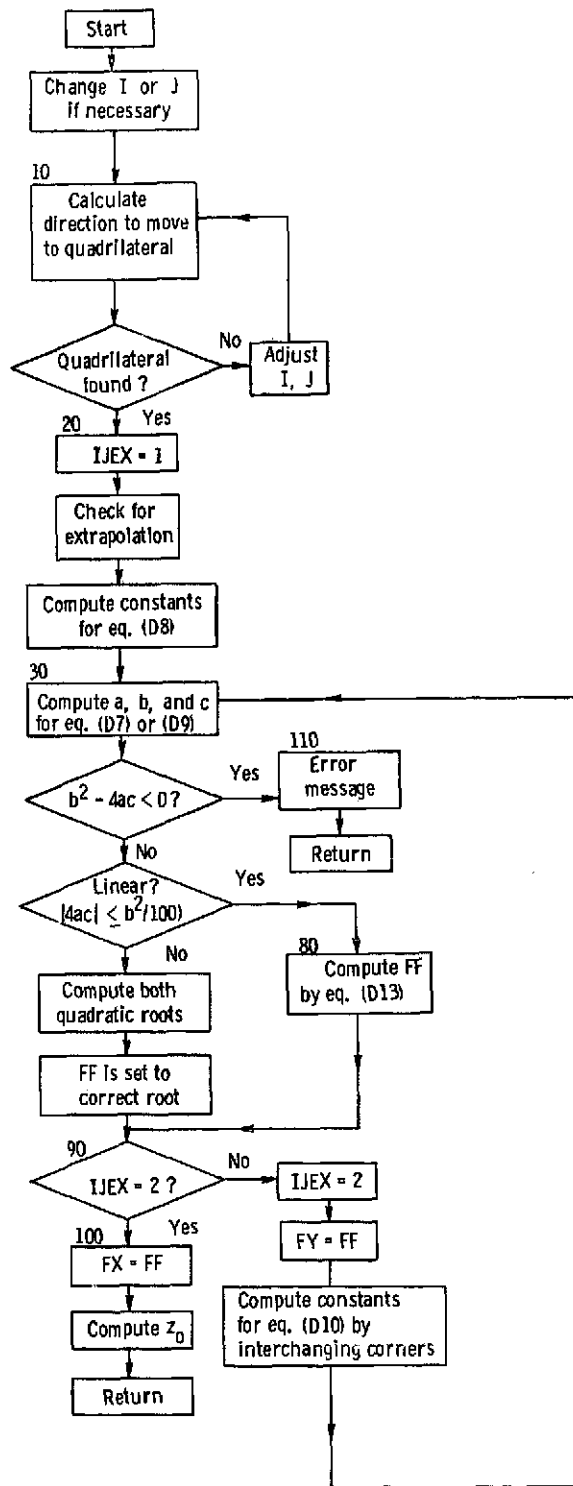 Start
Change I or J
if necessary
10
Calculate
direction to move
to quadrilateral
Quadrilateral
found ?
No
Adjust
I, J
Yes
20
IJEX = 1
Check for
extrapolation
Compute constants
for eq. (D8)
30
Compute a, b, and c
for eq. (D7) or (D9)
b² - 4ac < 0 ?
Yes
110
Error
message
Return
No
Linear?
|4ac| ≤ b²/100)
Yes
80
Compute FF
by eq. (D13)
No
Compute both
quadratic roots
FF is set to
correct root
90
IJEX = 2 ?
No
IJEX = 2
FY = FF
Compute constants
for eq. (D10) by
interchanging corners
Yes
100
FX = FF
Compute z₀
Return